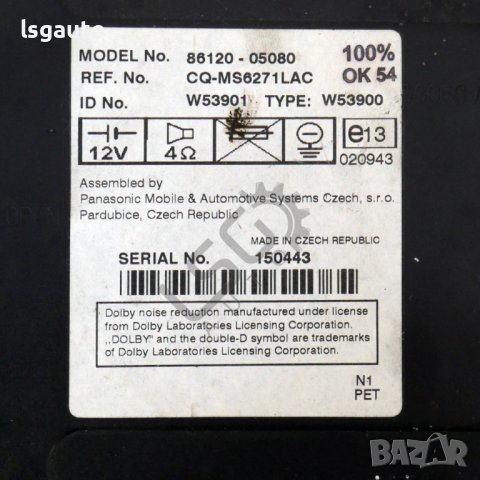 lsgauto
MODEL No. 86120 - 05080
100%
REF. No. CQ-MS6271LAC
OK 54
ID No. W53901 TYPE: W53900
12V
4Ω
e13
020943
Assembled by
Panasonic Mobile & Automotive Systems Czech, s.r.o.
Pardubice, Czech Republic
MADE IN CZECH REPUBLIC
SERIAL No. 150443
Dolby noise reduction manufactured under license
from Dolby Laboratories Licensing Corporation.
„DOLBY" and the double-D symbol are trademarks
of Dolby Laboratories Licensing Corporation.
N1
PET
BAZAR